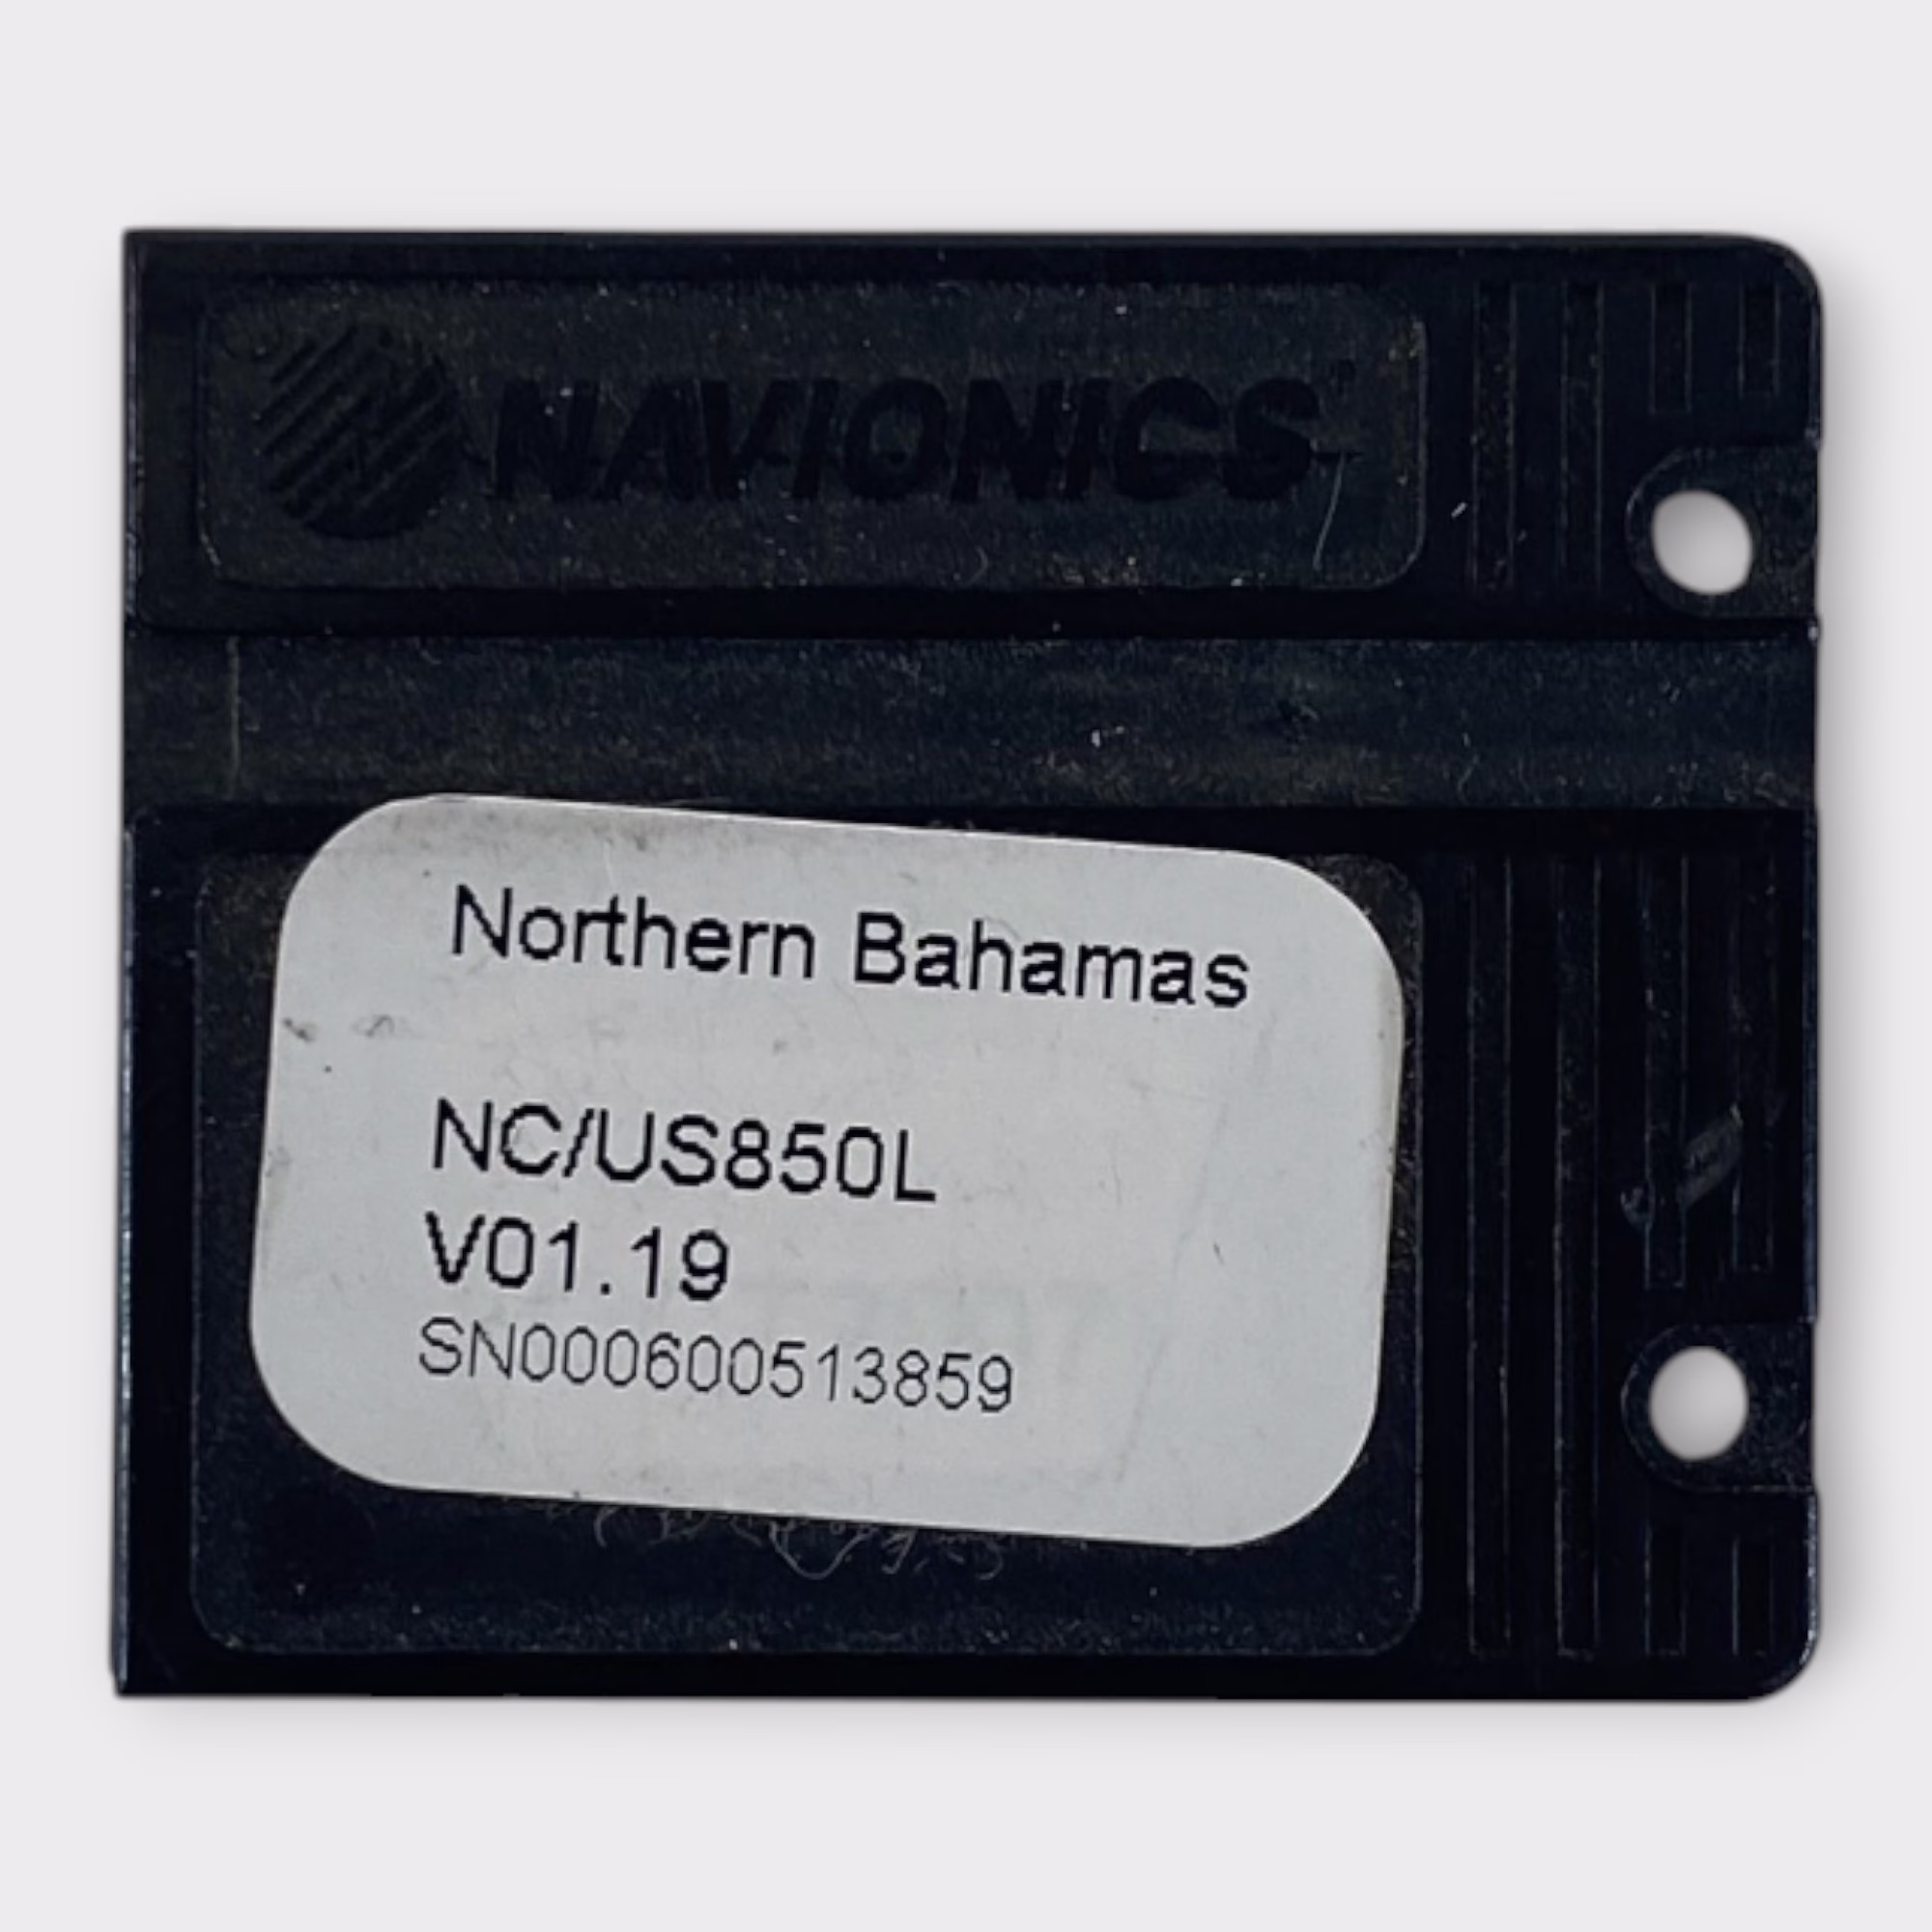 NAVIONICS
Northern Bahamas
NC/US850L
V01.19
SN000600513859